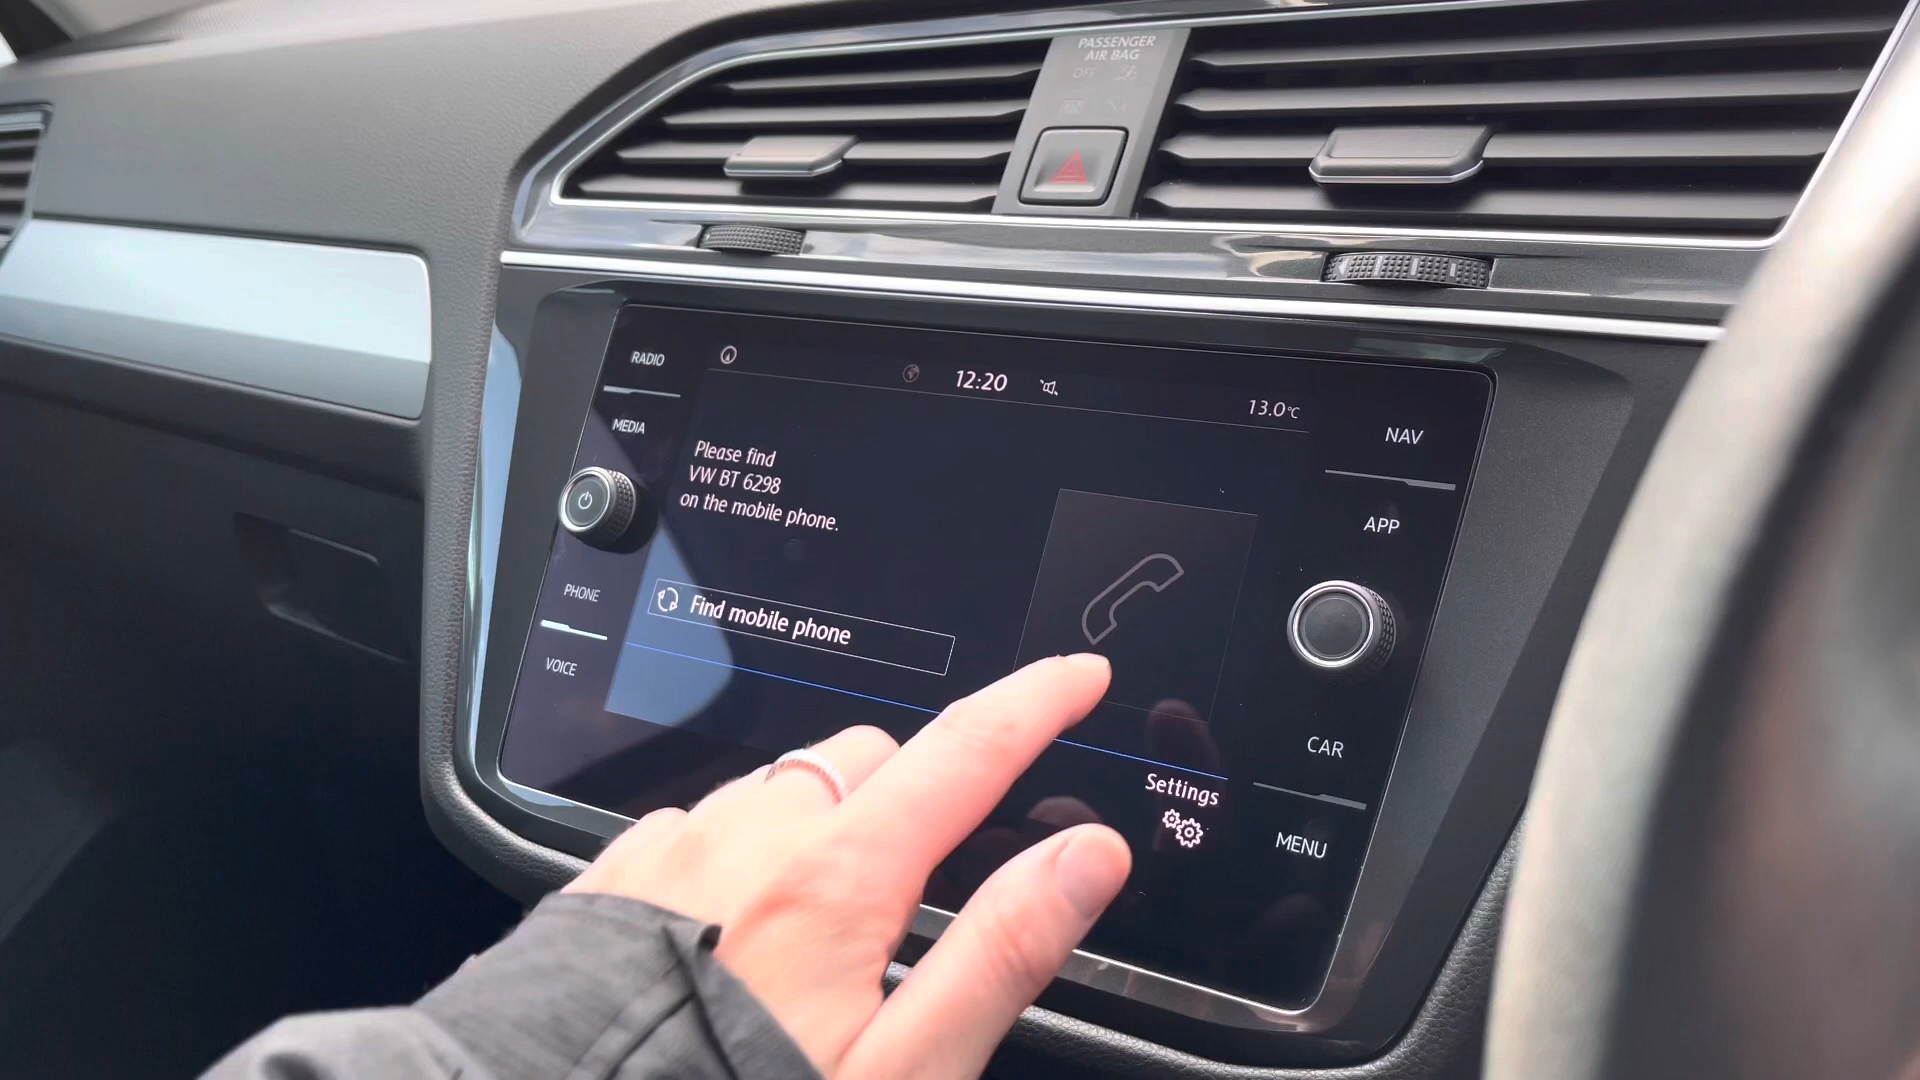 PASSENGER
AIR BAG
OFF
RADIO
12:20
13.0°C
MEDIA
NAV
Please find
VW BT 6298
on the mobile phone.
APP
PHONE
Find mobile phone
VOICE
CAR
Settings
MENU